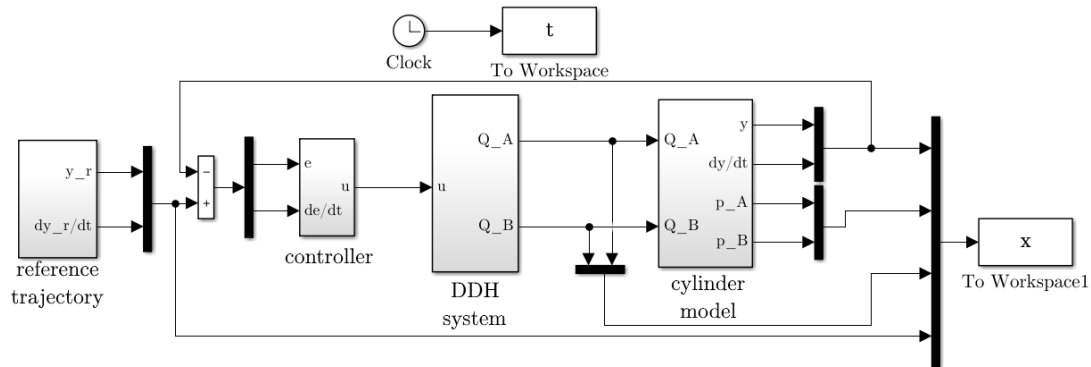 t
Clock
To Workspace
y_r
dy_r/dt
reference
trajectory
−
+
e
de/dt
u
controller
u
Q_A
Q_B
DDH
system
Q_A
Q_B
y
dy/dt
p_A
p_B
cylinder
model
x
To Workspace1